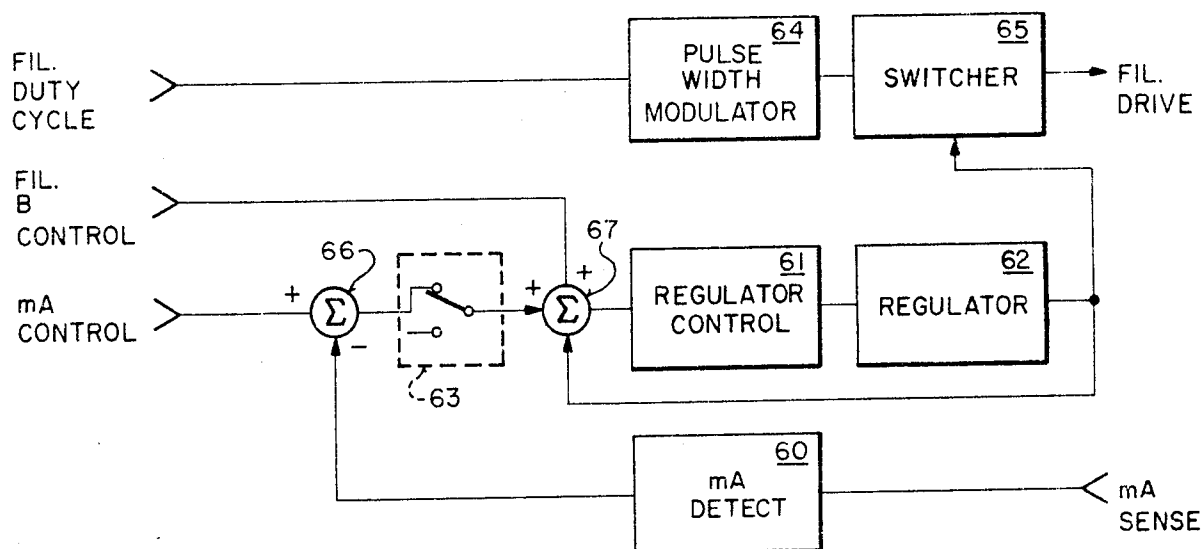 FIL.
DUTY
CYCLE
64
PULSE
WIDTH
MODULATOR
65
SWITCHER
FIL.
DRIVE
FIL.
B
CONTROL
mA
CONTROL
66
+
Σ
-
63
67
+
+
Σ
61
REGULATOR
CONTROL
62
REGULATOR
60
mA
DETECT
mA
SENSE